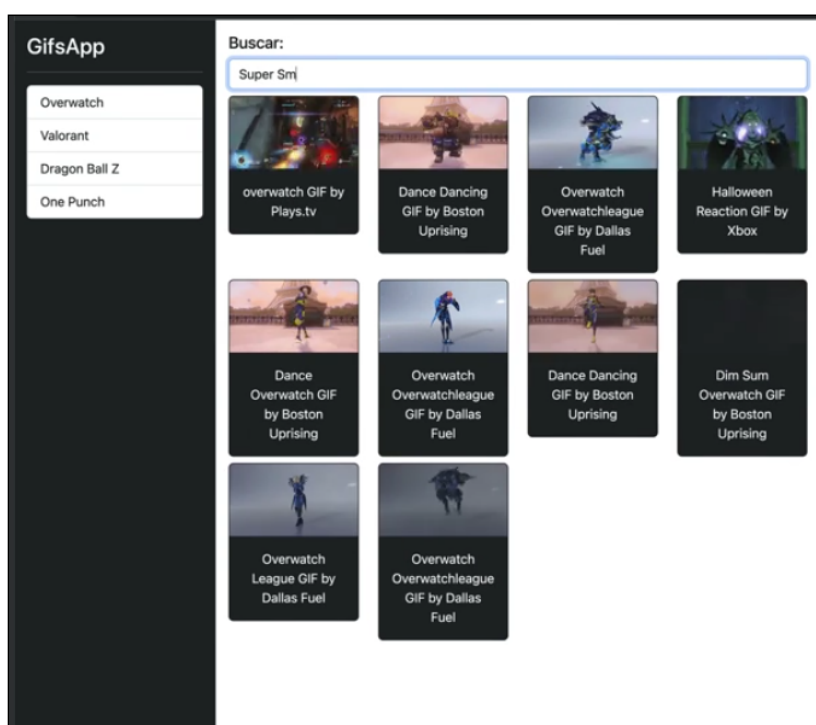 GifsApp
Overwatch
Valorant
Dragon Ball Z
One Punch
Buscar:
Super Sm
overwatch GIF by
Plays.tv
Dance Dancing
GIF by Boston
Uprising
Overwatch
Overwatchleague
GIF by Dallas
Fuel
Halloween
Reaction GIF by
Xbox
Dance
Overwatch GIF
by Boston
Uprising
Overwatch
Overwatchleague
GIF by Dallas
Fuel
Dance Dancing
GIF by Boston
Uprising
Dim Sum
Overwatch GIF
by Boston
Uprising
Overwatch
League GIF by
Dallas Fuel
Overwatch
Overwatchleague
GIF by Dallas
Fuel